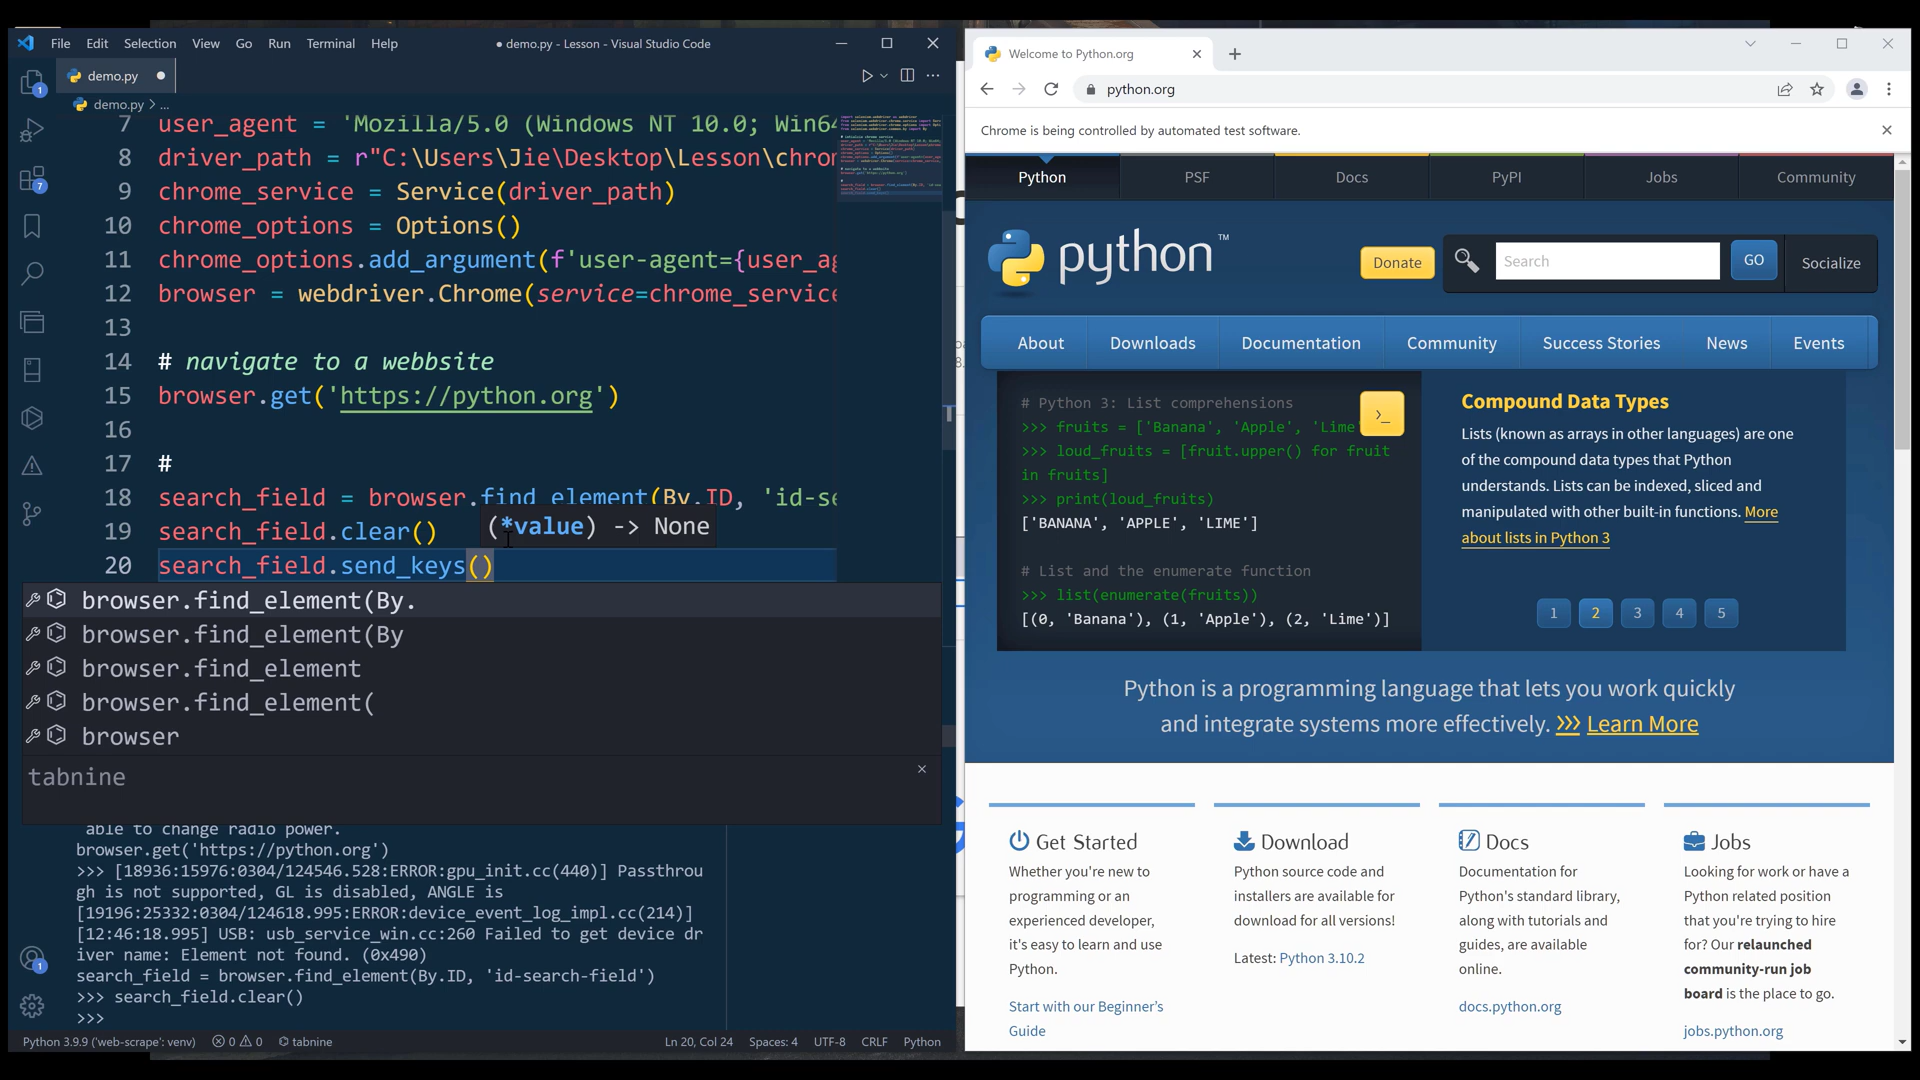 File Edit Selection View Go Run Terminal Help
● demo.py - Lesson - Visual Studio Code
demo.py ●
demo.py > ...
7 user_agent = 'Mozilla/5.0 (Windows NT 10.0; Win64
8 driver_path = r"C:\Users\Jie\Desktop\Lesson\chro
9 chrome_service = Service(driver_path)
10 chrome_options = Options()
11 chrome_options.add_argument(f'user-agent={user_ag
12 browser = webdriver.Chrome(service=chrome_service
13
14 # navigate to a webbsite
15 browser.get('https://python.org')
16
17 #
18 search_field = browser.find_element(By.ID, 'id-se
19 search_field.clear()
(*value) -> None
20 search_field.send_keys()
browser.find_element(By.
browser.find_element(By
browser.find_element
browser.find_element(
browser
tabnine
able to change radio power.
browser.get('https://python.org')
>>> [18936:15976:0304/124546.528:ERROR:gpu_init.cc(440)] Passthrou
gh is not supported, GL is disabled, ANGLE is
[19196:25332:0304/124618.995:ERROR:device_event_log_impl.cc(214)]
[12:46:18.995] USB: usb_service_win.cc:260 Failed to get device dr
iver name: Element not found. (0x490)
search_field = browser.find_element(By.ID, 'id-search-field')
>>> search_field.clear()
>>>
1
7
1
Python 3.9.9 ('web-scrape': venv) 0 0 tabnine Ln 20, Col 24 Spaces: 4 UTF-8 CRLF Python
Welcome to Python.org
python.org
Chrome is being controlled by automated test software.
Python PSF Docs PyPI Jobs Community
python™
Donate
Search
GO
Socialize
About Downloads Documentation Community Success Stories News Events
# Python 3: List comprehensions
>>> fruits = ['Banana', 'Apple', 'Lime'
>>> loud_fruits = [fruit.upper() for fruit
in fruits]
>>> print(loud_fruits)
['BANANA', 'APPLE', 'LIME']
# List and the enumerate function
>>> list(enumerate(fruits))
[(0, 'Banana'), (1, 'Apple'), (2, 'Lime')]
>_
Compound Data Types
Lists (known as arrays in other languages) are one
of the compound data types that Python
understands. Lists can be indexed, sliced and
manipulated with other built-in functions. More
about lists in Python 3
1 2 3 4 5
Python is a programming language that lets you work quickly
and integrate systems more effectively. >>> Learn More
Get Started
Whether you're new to
programming or an
experienced developer,
it's easy to learn and use
Python.
Start with our Beginner's
Guide
Download
Python source code and
installers are available for
download for all versions!
Latest: Python 3.10.2
Docs
Documentation for
Python's standard library,
along with tutorials and
guides, are available
online.
docs.python.org
Jobs
Looking for work or have a
Python related position
that you're trying to hire
for? Our relaunched
community-run job
board is the place to go.
jobs.python.org